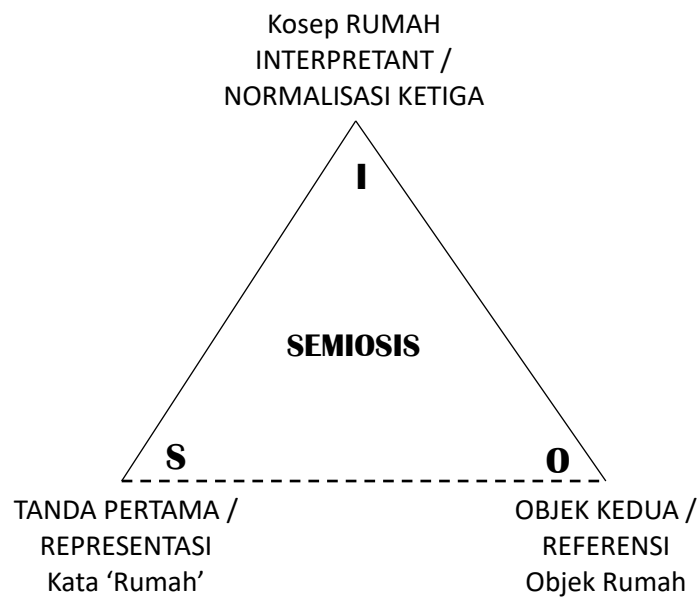 Kosep RUMAH
INTERPRETANT /
NORMALISASI KETIGA
I
SEMIOSIS
S
O
TANDA PERTAMA /
REPRESENTASI
Kata ‘Rumah’
OBJEK KEDUA /
REFERENSI
Objek Rumah